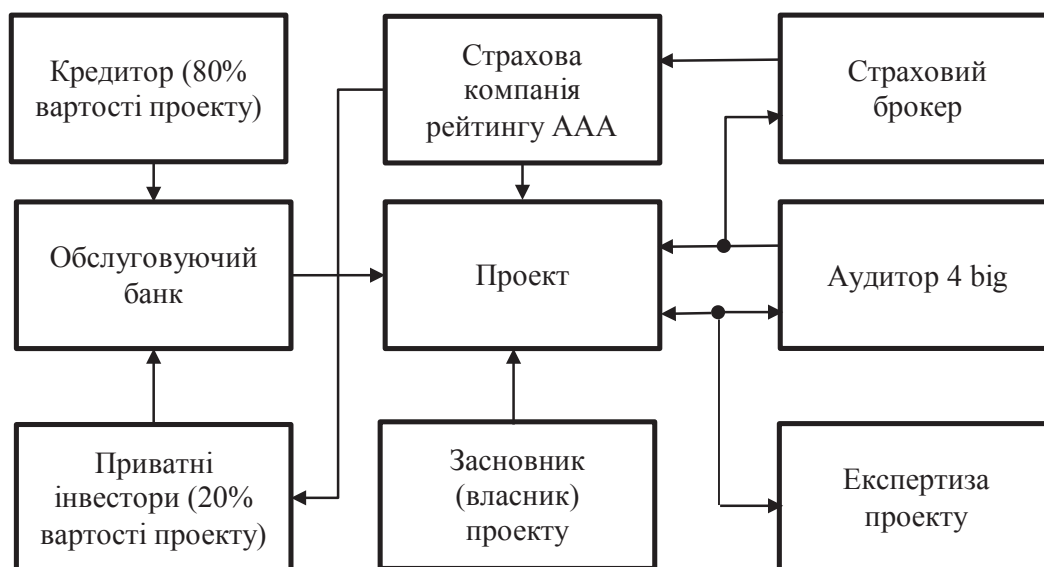 Кредитор (80%
вартості проекту)
Страхова
компанія
рейтингу ААА
Страховий
брокер
Обслуговуючий
банк
Проект
Аудитор 4 big
Приватні
інвестори (20%
вартості проекту)
Засновник
(власник)
проекту
Експертиза
проекту